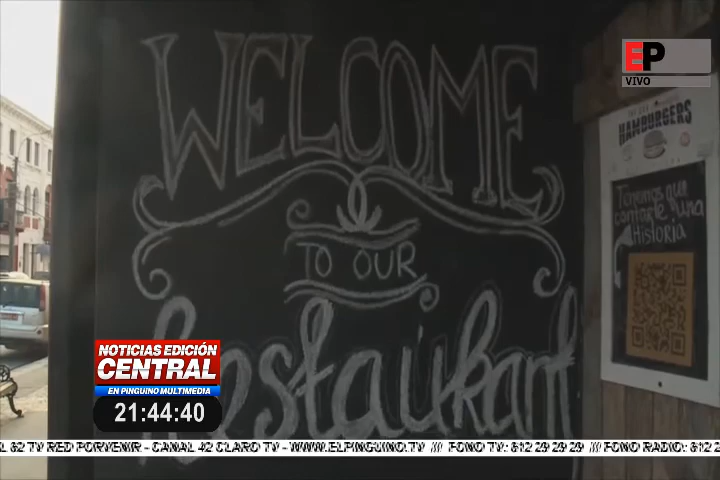 WELCOME
TO OUR
Restaurant
EP
VIVO
HAMBURGERS
Tenemos que
contarte una
Historia
NOTICIAS EDICIÓN
CENTRAL
EN PINGUINO MULTIMEDIA
21:44:40
TV RED PORVENIR - CANAL 42 CLARO TV - WWW.ELPINGUINO.TV /// FONO TV: 612 29 29 29 /// FONO RADIO: 612 2